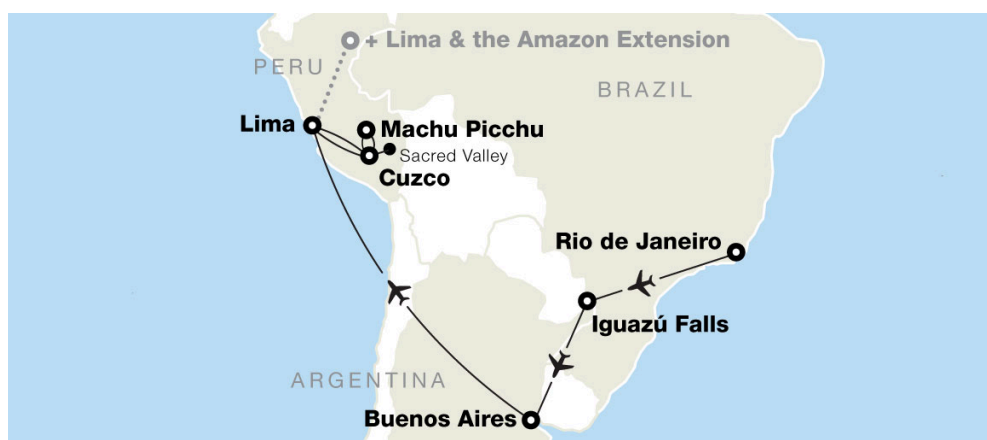 + Lima & the Amazon Extension
PERU
BRAZIL
Lima
Machu Picchu
Sacred Valley
Cuzco
Rio de Janeiro
Iguazú Falls
ARGENTINA
Buenos Aires